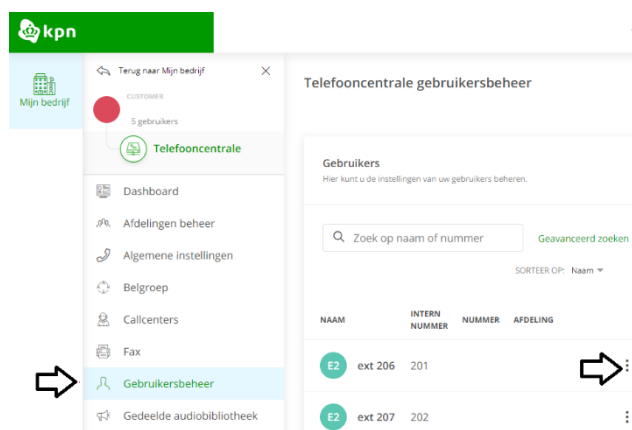 kpn
Mijn bedrijf
Terug naar Mijn bedrijf
CUSTOMER
5 gebruikers
Telefooncentrale
Dashboard
Afdelingen beheer
Algemene instellingen
Belgroep
Callcenters
Fax
Gebruikersbeheer
Gedeelde audiobibliotheek
Telefooncentrale gebruikersbeheer
Gebruikers
Hier kunt u de instellingen van uw gebruikers beheren.
Zoek op naam of nummer
Geavanceerd zoeken
SORTEER OP: Naam
NAAM INTERN NUMMER NUMMER AFDELING
E2 ext 206 201
E2 ext 207 202